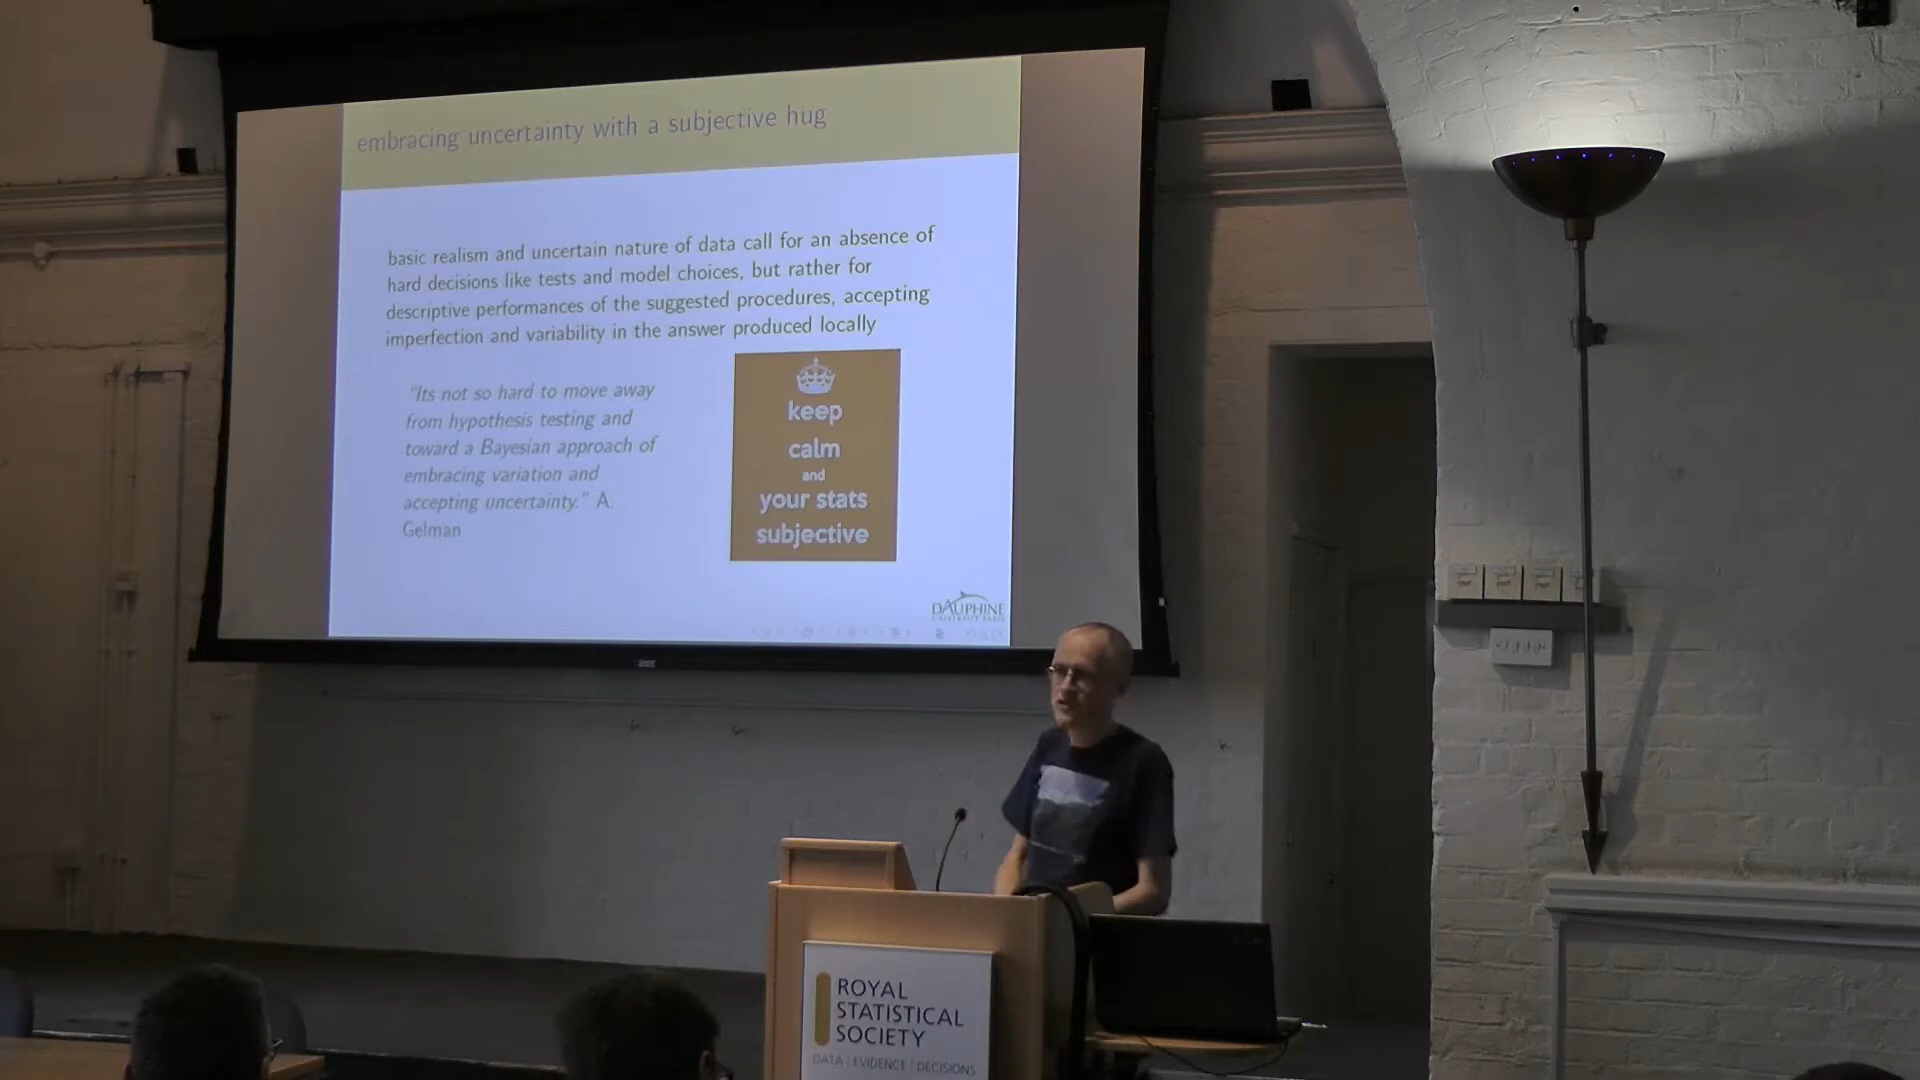 embracing uncertainty with a subjective hug
basic realism and uncertain nature of data call for an absence of
hard decisions like tests and model choices, but rather for
descriptive performances of the suggested procedures, accepting
imperfection and variability in the answer produced locally
"Its not so hard to move away
from hypothesis testing and
toward a Bayesian approach of
embracing variation and
accepting uncertainty." A.
Gelman
keep
calm
and
your stats
subjective
DAUPHINE
UNIVERSITÉ PARIS
ROYAL
STATISTICAL
SOCIETY
DATA | EVIDENCE | DECISIONS